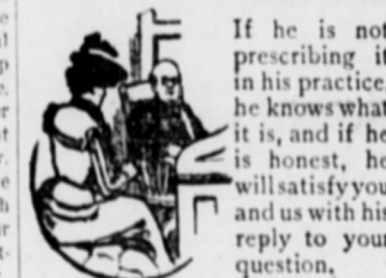 If he is not
prescribing it
in his practice,
he knows what
it is, and if he
is honest, he
will satisfy you
and us with his
reply to your
question.